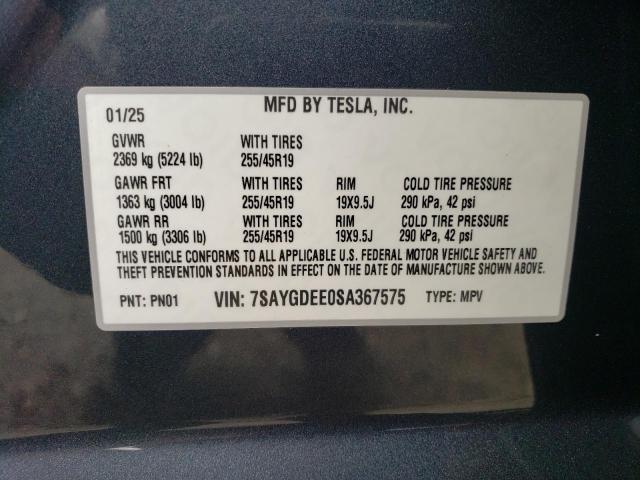 01/25 MFD BY TESLA, INC.
GVWR WITH TIRES
2369 kg (5224 lb) 255/45R19
GAWR FRT WITH TIRES RIM COLD TIRE PRESSURE
1363 kg (3004 lb) 255/45R19 19X9.5J 290 kPa, 42 psi
GAWR RR WITH TIRES RIM COLD TIRE PRESSURE
1500 kg (3306 lb) 255/45R19 19X9.5J 290 kPa, 42 psi
THIS VEHICLE CONFORMS TO ALL APPLICABLE U.S. FEDERAL MOTOR VEHICLE SAFETY AND
THEFT PREVENTION STANDARDS IN EFFECT ON THE DATE OF MANUFACTURE SHOWN ABOVE.
PNT: PN01 VIN: 7SAYGDEE0SA367575 TYPE: MPV